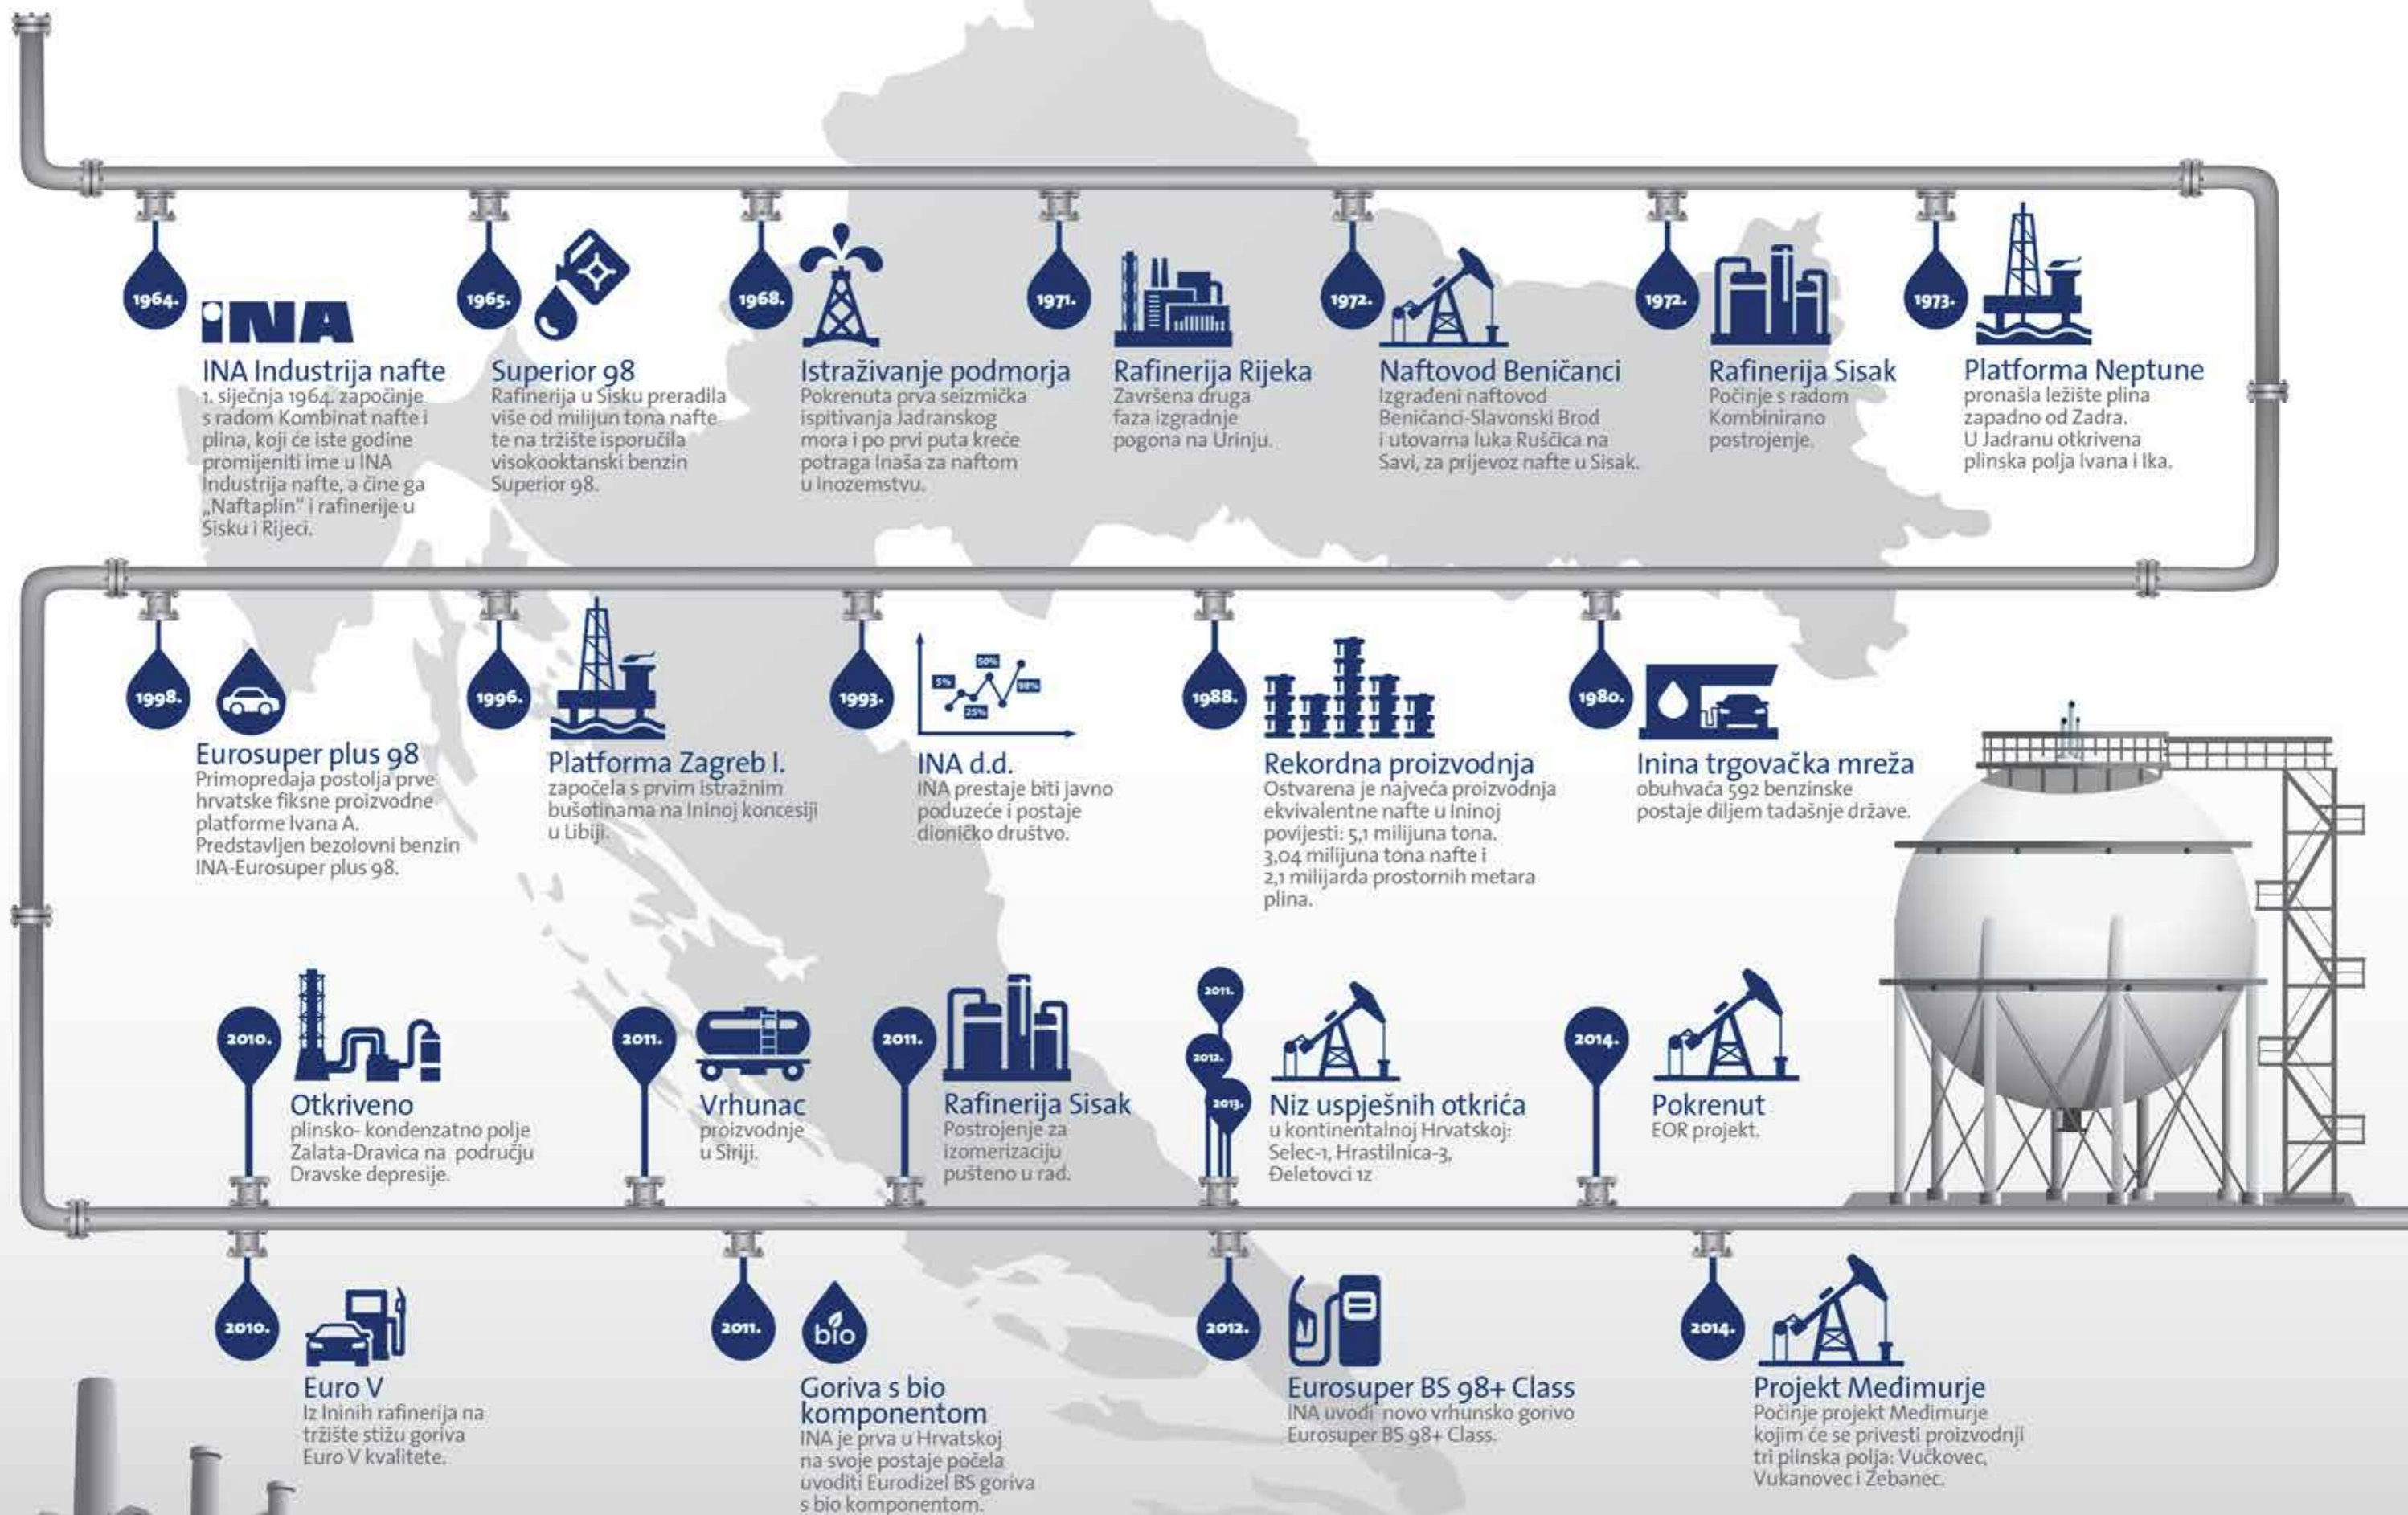 1964.
INA
INA Industrija nafte
1. siječnja 1964. započinje
s radom Kombinat nafte i
plina, koji će iste godine
promijeniti ime u INA
Industrija nafte, a čine ga
„Naftaplin“ i rafinerije u
Sisku i Rijeci.
1965.
Superior 98
Rafinerija u Sisku preradila
više od milijun tona nafte
te na tržište isporučila
visokooktanski benzin
Superior 98.
1968.
Istraživanje podmorja
Pokrenuta prva seizmička
ispitivanja Jadranskog
mora i po prvi puta kreće
potraga Inaša za naftom
u inozemstvu.
1971.
Rafinerija Rijeka
Završena druga
faza izgradnje
pogona na Urinju.
1972.
Naftovod Beničanci
Izgrađeni naftovod
Beničanci-Slavonski Brod
i utovarna luka Ruščica na
Savi, za prijevoz nafte u Sisak.
1972.
Rafinerija Sisak
Počinje s radom
Kombinirano
postrojenje.
1973.
Platforma Neptune
pronašla ležište plina
zapadno od Zadra.
U Jadranu otkrivena
plinska polja Ivana i Ika.
1998.
Eurosuper plus 98
Primopredaja postolja prve
hrvatske fiksne proizvodne
platforme Ivana A.
Predstavljen bezolovni benzin
INA-Eurosuper plus 98.
1996.
Platforma Zagreb I.
započela s prvim istražnim
bušotinama na Ininoj koncesiji
u Libiji.
1993.
5%
25%
50%
98%
INA d.d.
INA prestaje biti javno
poduzeće i postaje
dioničko društvo.
1988.
Rekordna proizvodnja
Ostvarena je najveća proizvodnja
ekvivalentne nafte u Ininoj
povijesti: 5,1 milijuna tona.
3,04 milijuna tona nafte i
2,1 milijarda prostornih metara
plina.
1980.
Inina trgovačka mreža
obuhvaća 592 benzinske
postaje diljem tadašnje države.
2010.
Otkriveno
plinsko- kondenzatno polje
Zalata-Dravica na području
Dravske depresije.
2011.
Vrhunac
proizvodnje
u Siriji.
2011.
Rafinerija Sisak
Postrojenje za
izomerizaciju
pušteno u rad.
2011.
2012.
2013.
Niz uspješnih otkrića
u kontinentalnoj Hrvatskoj:
Selec-1, Hrastilnica-3,
Đeletovci 1z
2014.
Pokrenut
EOR projekt.
2010.
Euro V
Iz Ininih rafinerija na
tržište stižu goriva
Euro V kvalitete.
2011.
bio
Goriva s bio
komponentom
INA je prva u Hrvatskoj
na svoje postaje počela
uvoditi Eurodizel BS goriva
s bio komponentom.
2012.
Eurosuper BS 98+ Class
INA uvodi novo vrhunsko gorivo
Eurosuper BS 98+ Class.
2014.
Projekt Međimurje
Počinje projekt Međimurje
kojim će se privesti proizvodnji
tri plinska polja: Vučkovec,
Vukanovec i Zebanec.